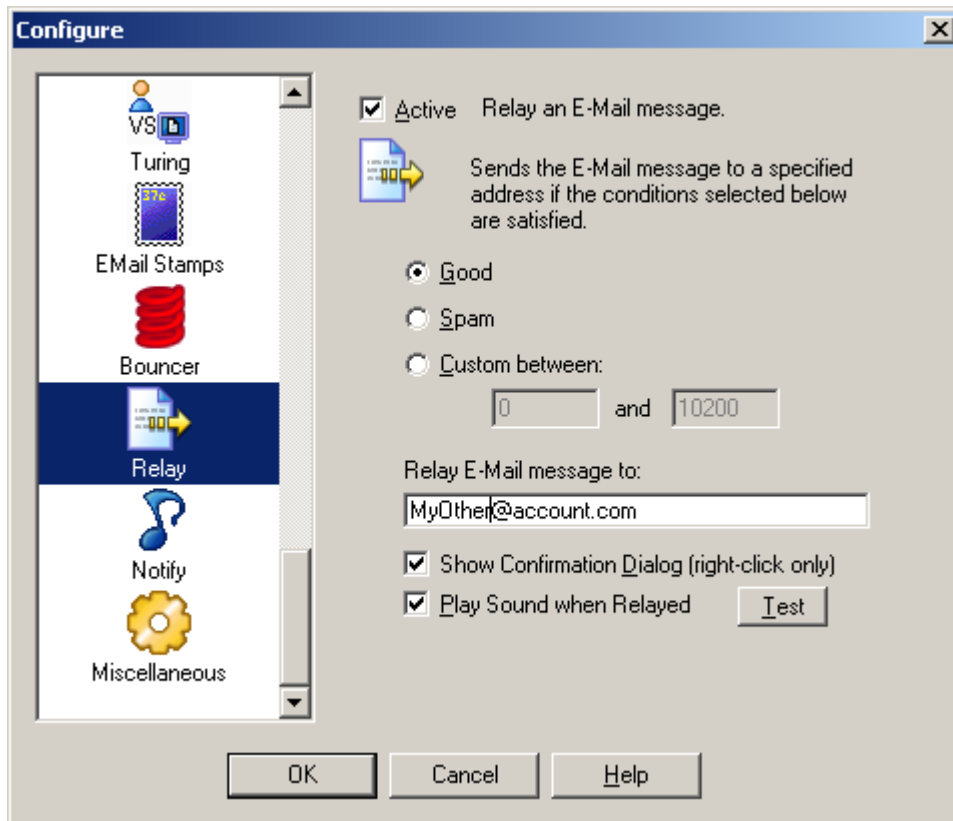 Configure
VS
Turing
37c
EMail Stamps
Bouncer
Relay
Notify
Miscellaneous
Active Relay an E-Mail message.
Sends the E-Mail message to a specified
address if the conditions selected below
are satisfied.
Good
Spam
Custom between:
0 and 10200
Relay E-Mail message to:
MyOther@account.com
Show Confirmation Dialog (right-click only)
Play Sound when Relayed Test
OK Cancel Help